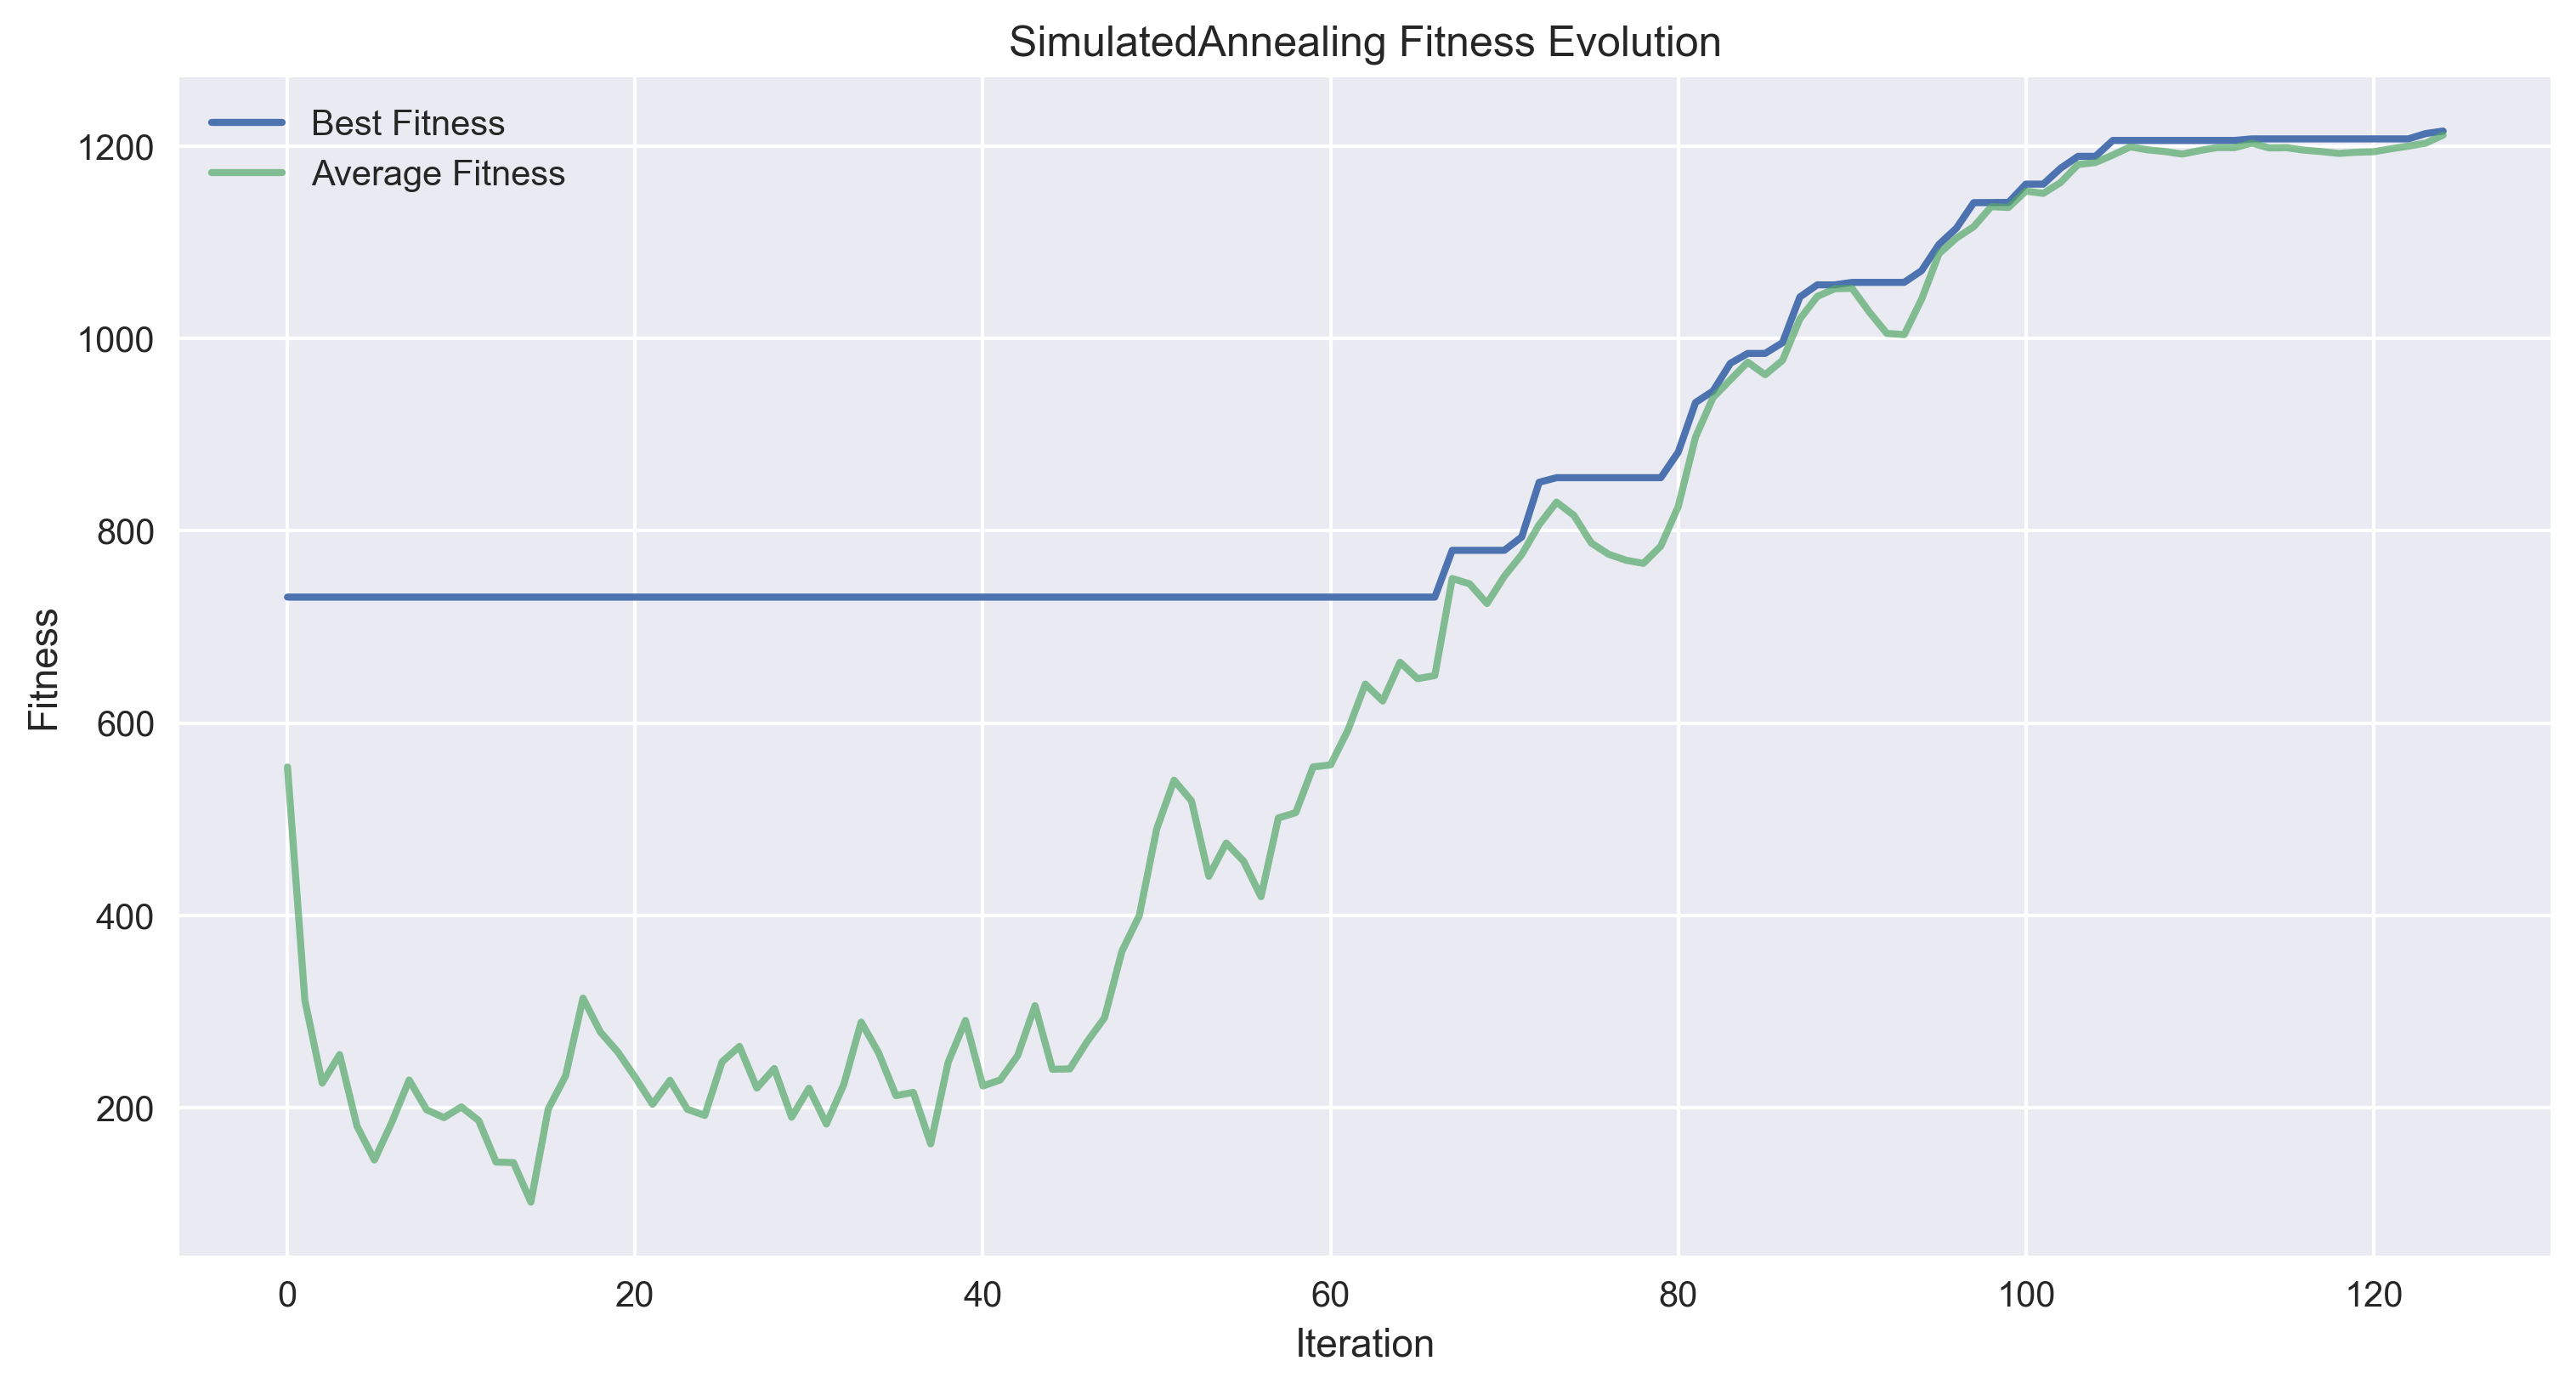 SimulatedAnnealing Fitness Evolution
Best Fitness
Average Fitness
1200
1000
800
600
400
200
Fitness
0 20 40 60 80 100 120
Iteration